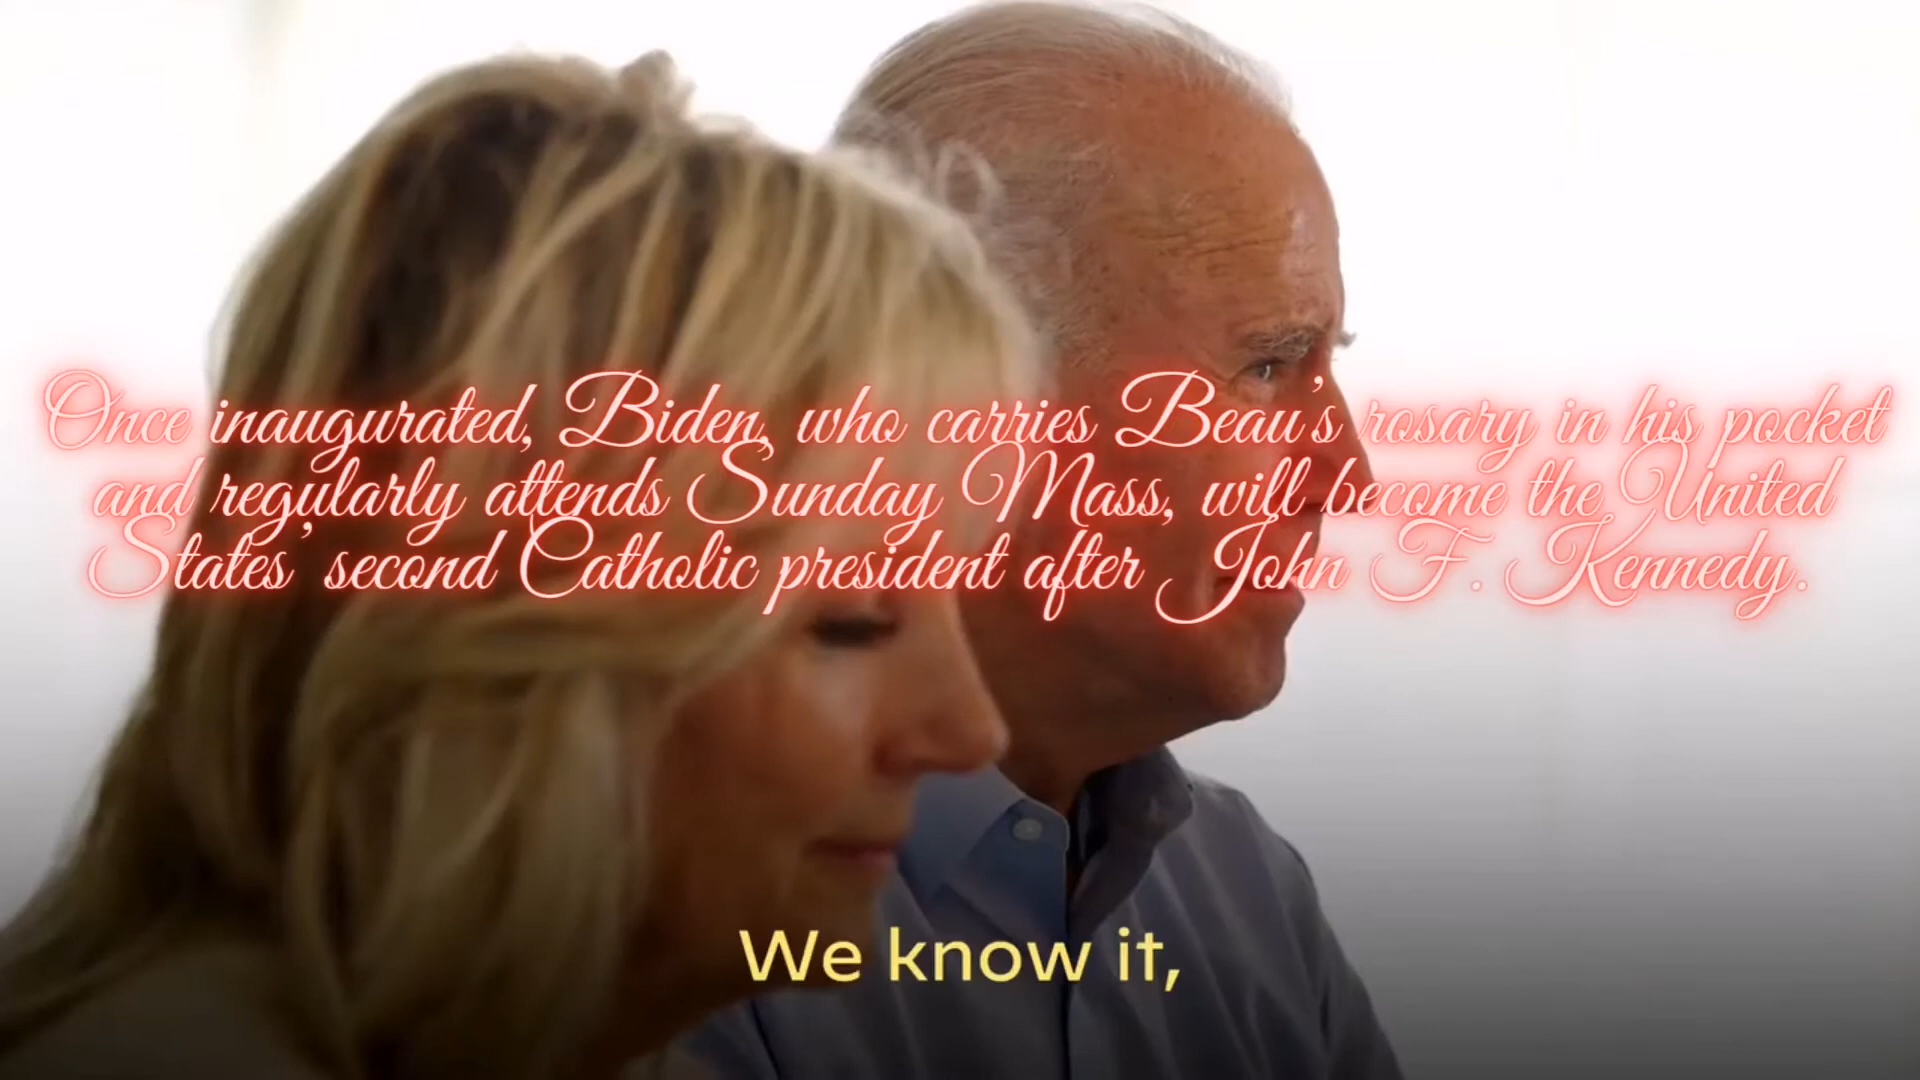 Once inaugurated, Biden, who carries Beau's rosary in his pocket
and regularly attends Sunday Mass, will become the United
States' second Catholic president after John F. Kennedy.
We know it,